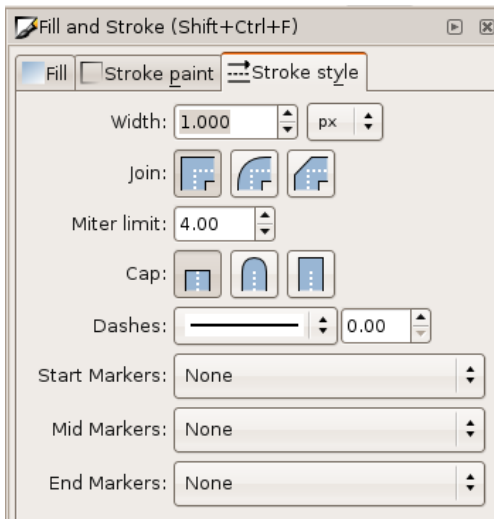 Fill and Stroke (Shift+Ctrl+F)
Fill Stroke paint Stroke style
Width: 1.000 px
Join:
Miter limit: 4.00
Cap:
Dashes: 0.00
Start Markers: None
Mid Markers: None
End Markers: None